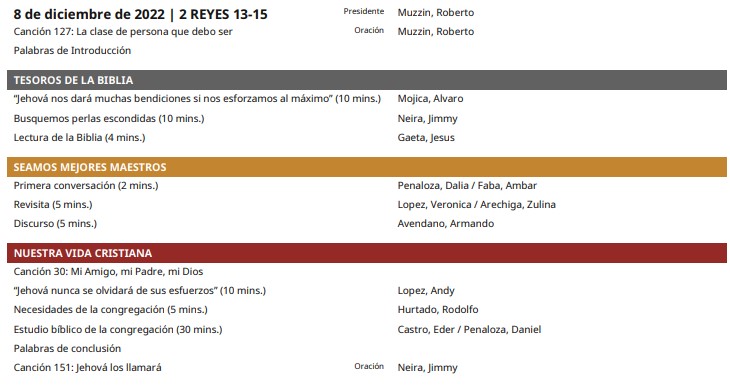 8 de diciembre de 2022 | 2 REYES 13-15 Presidente Muzzin, Roberto
Canción 127: La clase de persona que debo ser Oración Muzzin, Roberto
Palabras de Introducción
TESOROS DE LA BIBLIA
“Jehová nos dará muchas bendiciones si nos esforzamos al máximo” (10 mins.) Mojica, Alvaro
Busquemos perlas escondidas (10 mins.) Neira, Jimmy
Lectura de la Biblia (4 mins.) Gaeta, Jesus
SEAMOS MEJORES MAESTROS
Primera conversación (2 mins.) Penaloza, Dalia / Faba, Ambar
Revisita (5 mins.) Lopez, Veronica / Arechiga, Zulina
Discurso (5 mins.) Avendano, Armando
NUESTRA VIDA CRISTIANA
Canción 30: Mi Amigo, mi Padre, mi Dios
“Jehová nunca se olvidará de sus esfuerzos” (10 mins.) Lopez, Andy
Necesidades de la congregación (5 mins.) Hurtado, Rodolfo
Estudio bíblico de la congregación (30 mins.) Castro, Eder / Penaloza, Daniel
Palabras de conclusión
Canción 151: Jehová los llamará Oración Neira, Jimmy